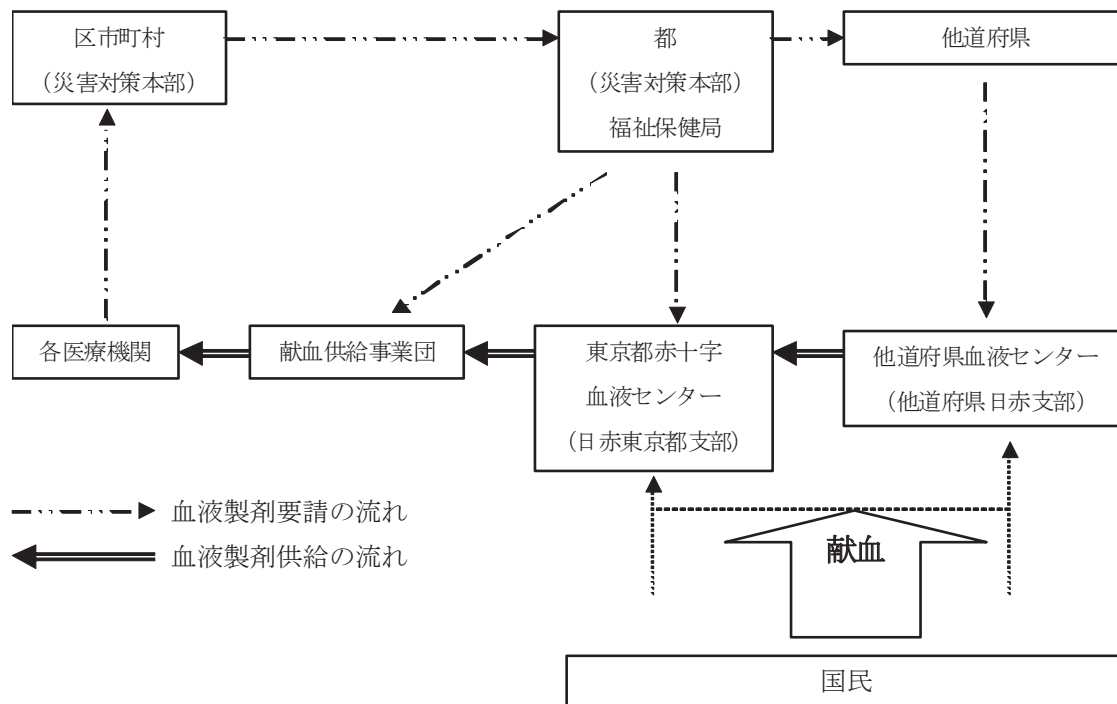 区市町村
（災害対策本部）
都
（災害対策本部）
福祉保健局
他道府県
各医療機関
献血供給事業団
東京都赤十字
血液センター
（日赤東京都支部）
他道府県血液センター
（他道府県日赤支部）
血液製剤要請の流れ
血液製剤供給の流れ
献血
国民